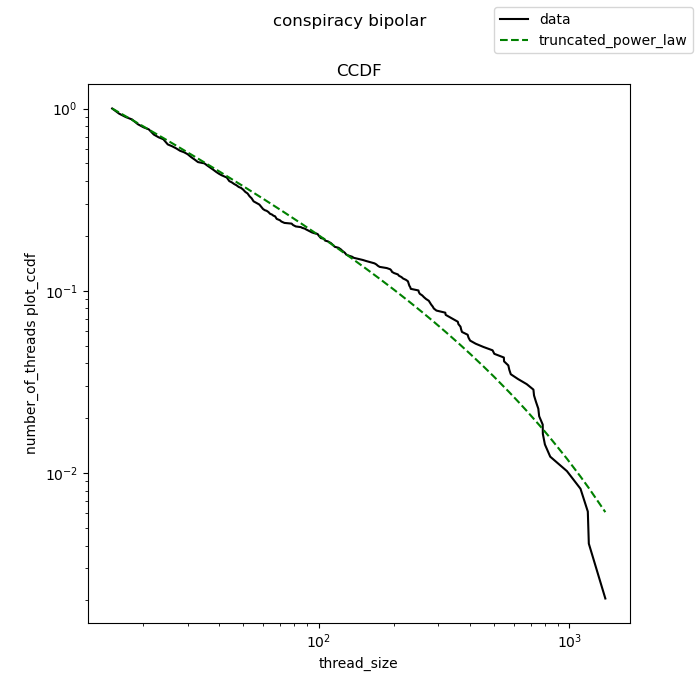 conspiracy bipolar
data
truncated_power_law
CCDF
10⁰
10⁻¹
10⁻²
number_of_threads plot_ccdf
10²
10³
thread_size